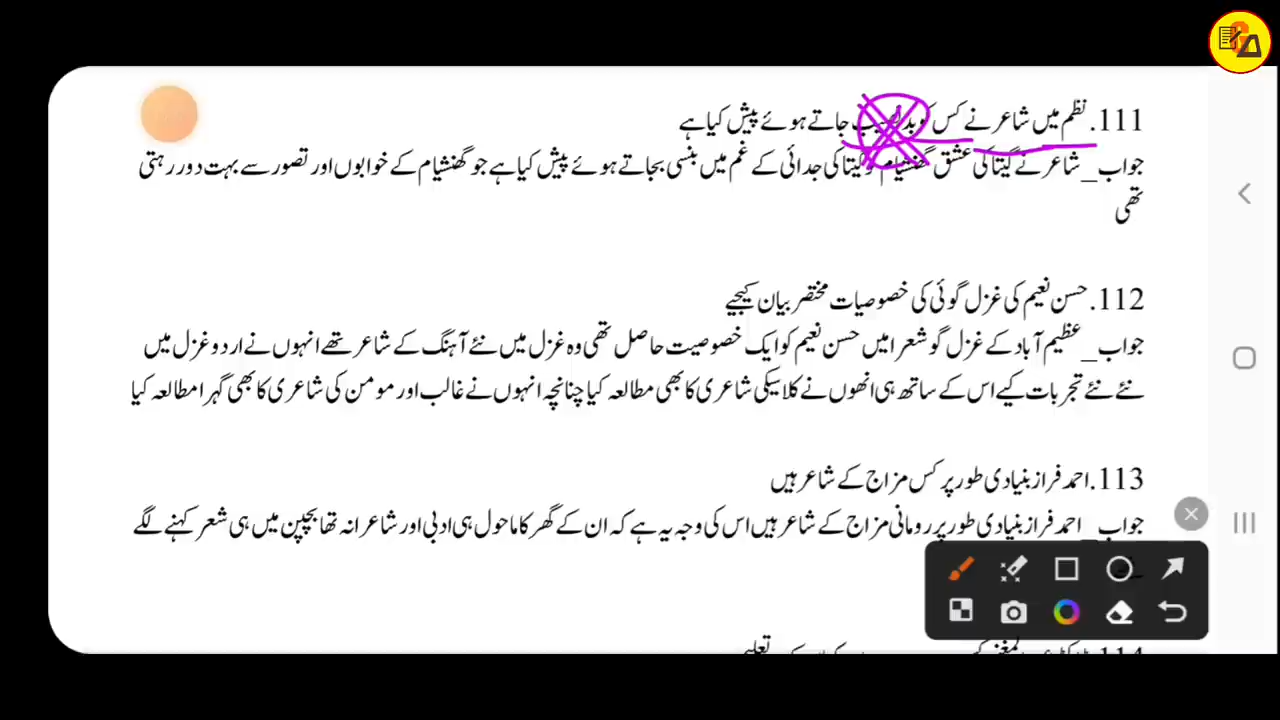 111. نظم میں شاعر نے کس کو جاتے ہوئے پیش کیا ہے
جواب_ شاعر نے گیتا کی عشق گھنشیام کو گیتا کی جدائی کے غم میں بنسی بجاتے ہوئے پیش کیا ہے جو گھنشیام کے خوابوں اور تصور سے بہت دور رہتی
تھی
112. حسن نعیم کی غزل گوئی کی خصوصیات مختصر بیان کیجیے
جواب_ عظیم آباد کے غزل گو شعرا میں حسن نعیم کو ایک خصوصیت حاصل تھی وہ غزل میں نئے آہنگ کے شاعر تھے انہوں نے اردو غزل میں
نئے نئے تجربات کیے اس کے ساتھ ہی انھوں نے کلاسیکی شاعری کا بھی مطالعہ کیا چنانچہ انہوں نے غالب اور مومن کی شاعری کا بھی گہرا مطالعہ کیا
113. احمد فراز بنیادی طور پر کس مزاج کے شاعر ہیں
جواب_ احمد فراز بنیادی طور پر رومانی مزاج کے شاعر ہیں اس کی وجہ یہ ہے کہ ان کے گھر کا ماحول ہی ادبی اور شاعرانہ تھا بچپن میں ہی شعر کہنے لگے